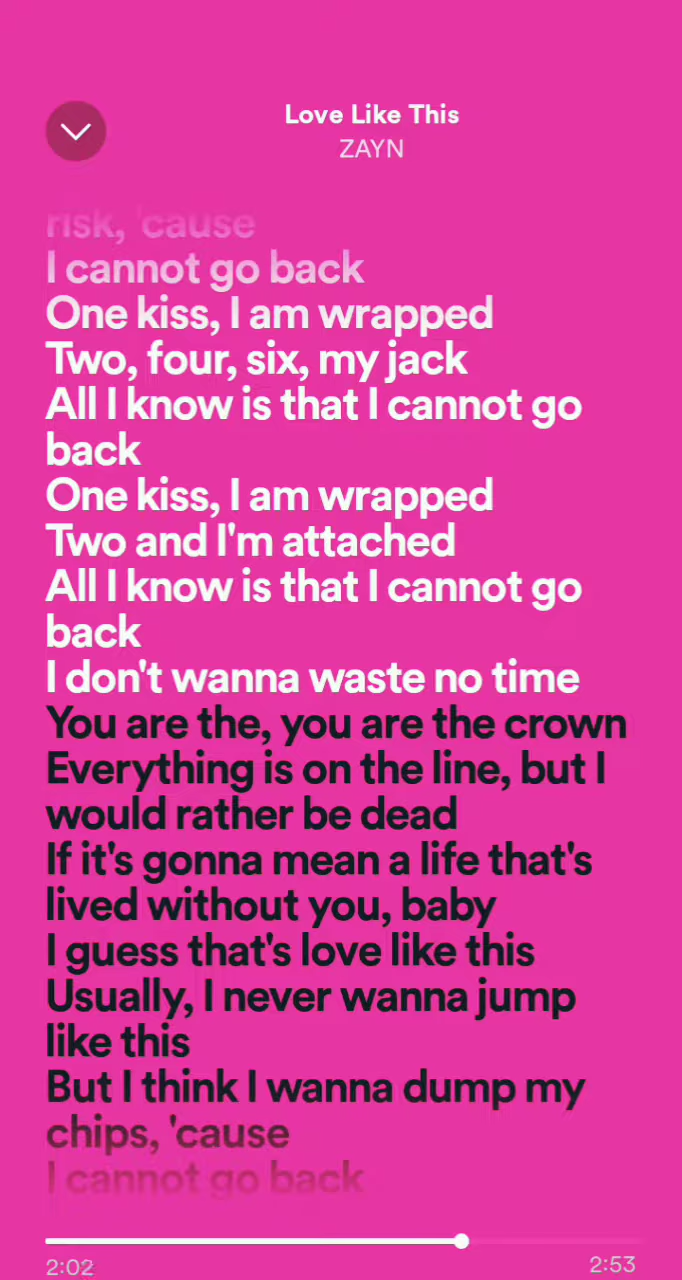 Love Like This
ZAYN
risk, 'cause
I cannot go back
One kiss, I am wrapped
Two, four, six, my jack
All I know is that I cannot go
back
One kiss, I am wrapped
Two and I'm attached
All I know is that I cannot go
back
I don't wanna waste no time
You are the, you are the crown
Everything is on the line, but I
would rather be dead
If it's gonna mean a life that's
lived without you, baby
I guess that's love like this
Usually, I never wanna jump
like this
But I think I wanna dump my
chips, 'cause
I cannot go back
2:02
2:53